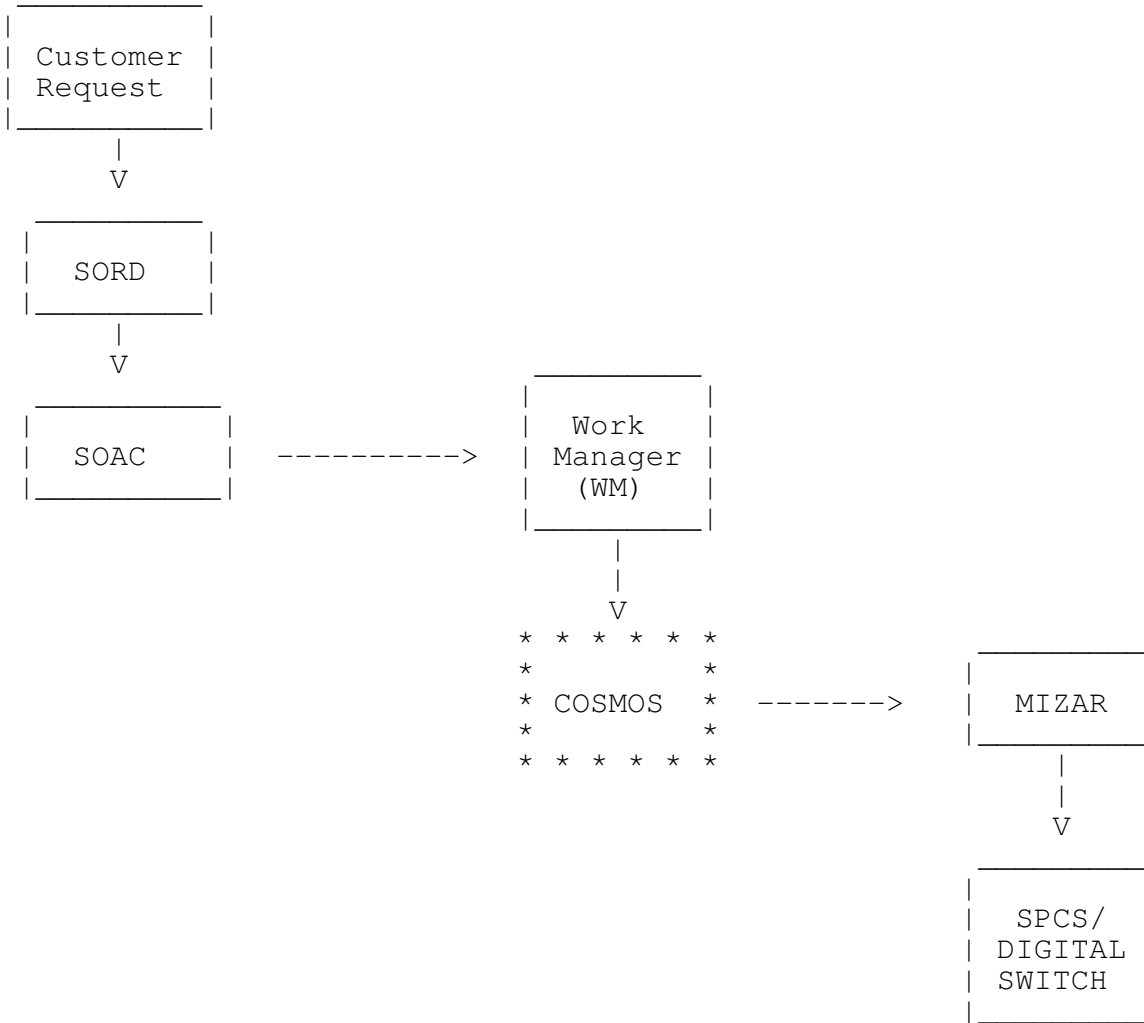 Customer
Request
V
SORD
V
SOAC
Work
Manager
(WM)
V
COSMOS
MIZAR
V
SPCS/
DIGITAL
SWITCH